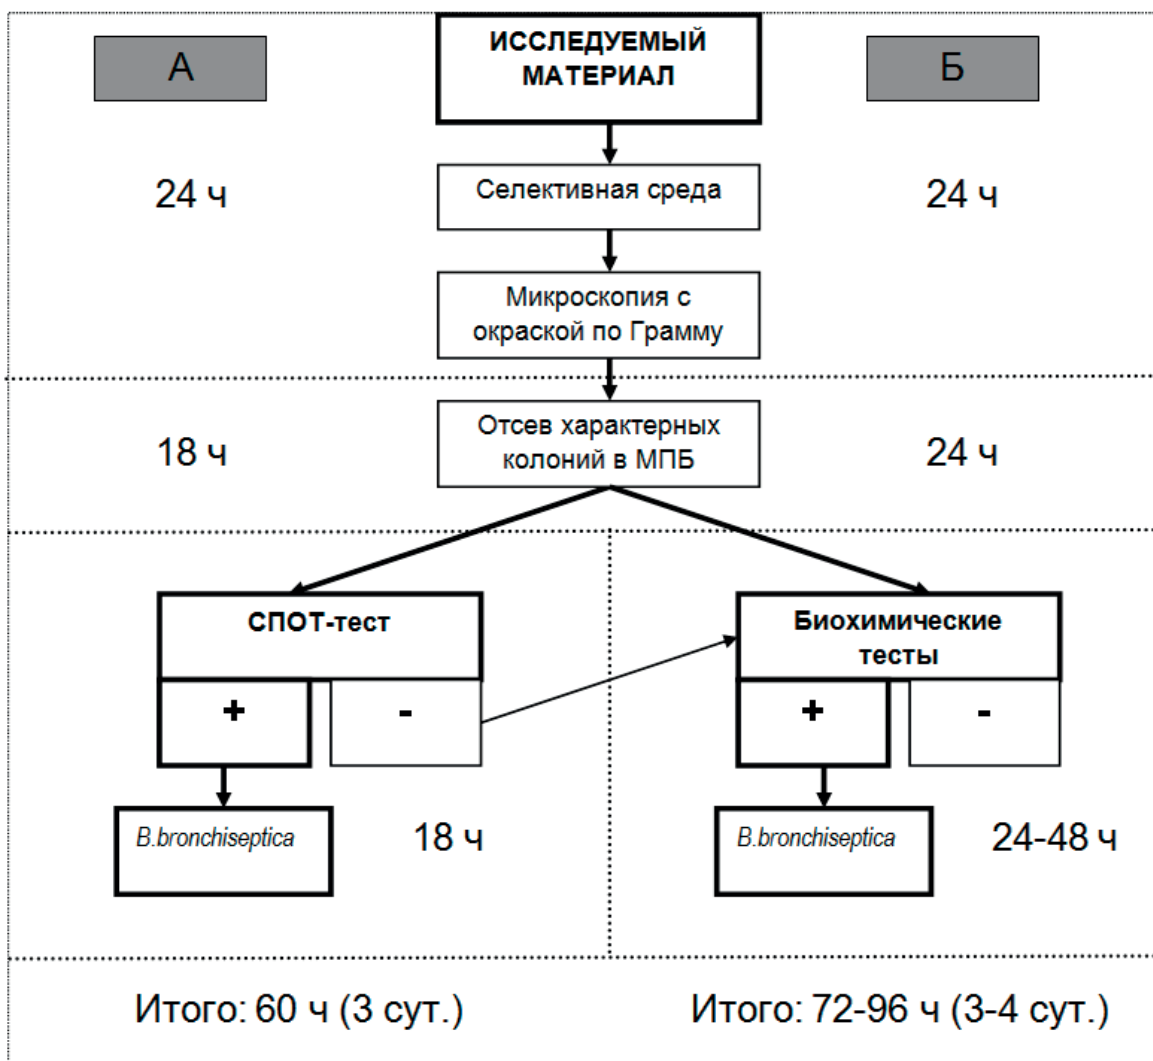 А
ИССЛЕДУЕМЫЙ
МАТЕРИАЛ
Б
24 ч
Селективная среда
24 ч
Микроскопия с
окраской по Грамму
18 ч
Отсев характерных
колоний в МПБ
24 ч
СПОТ-тест
Биохимические
тесты
+
-
+
-
B.bronchiseptica
18 ч
B.bronchiseptica
24-48 ч
Итого: 60 ч (3 сут.)
Итого: 72-96 ч (3-4 сут.)